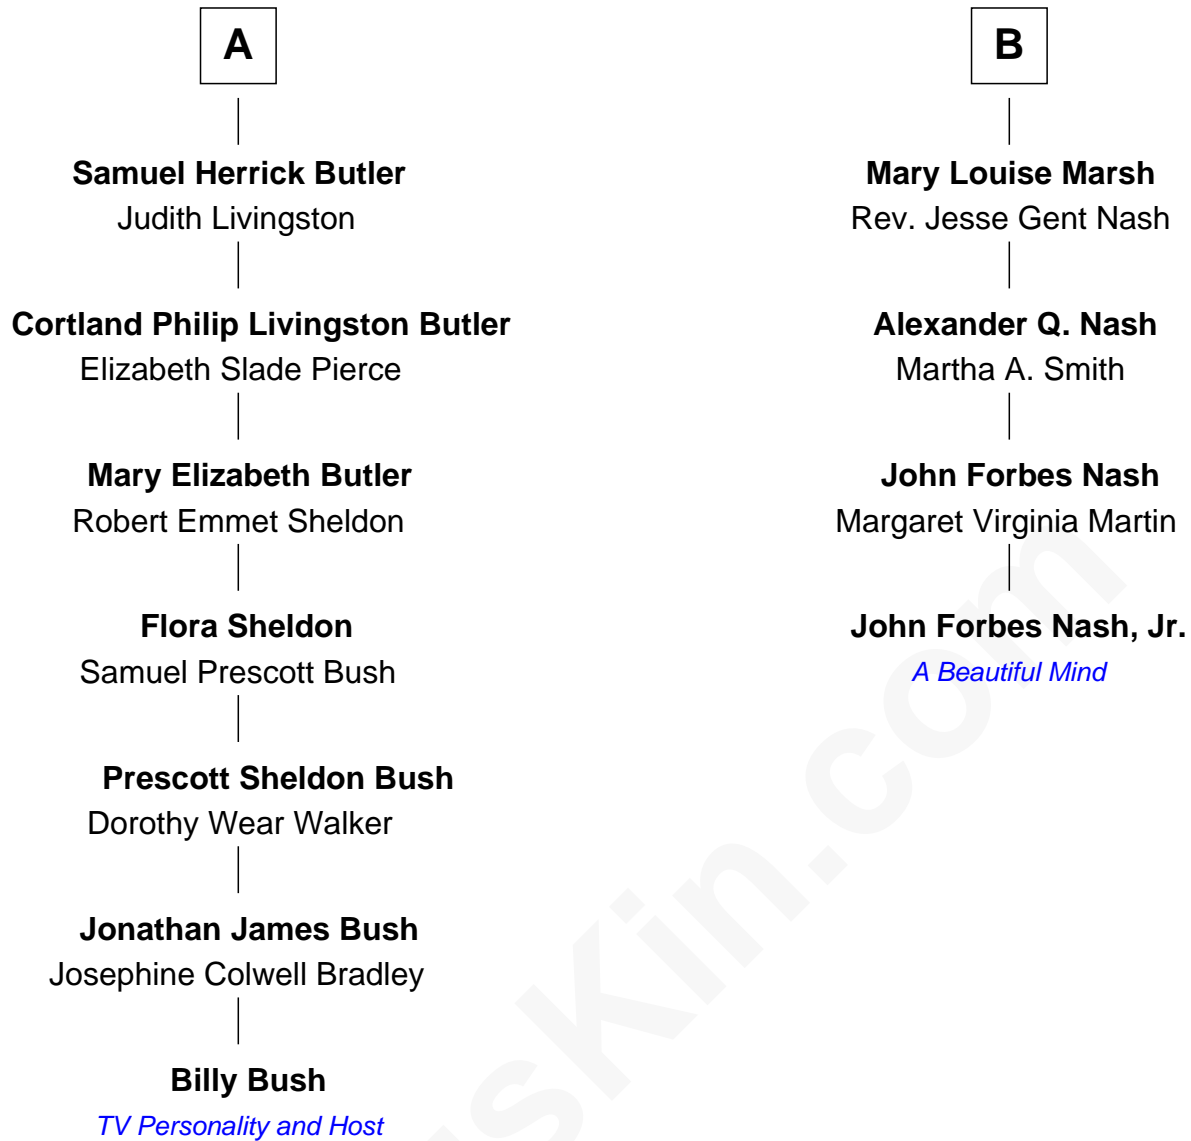 A
Samuel Herrick Butler
Judith Livingston
Cortland Philip Livingston Butler
Elizabeth Slade Pierce
Mary Elizabeth Butler
Robert Emmet Sheldon
Flora Sheldon
Samuel Prescott Bush
Prescott Sheldon Bush
Dorothy Wear Walker
Jonathan James Bush
Josephine Colwell Bradley
Billy Bush
TV Personality and Host
B
Mary Louise Marsh
Rev. Jesse Gent Nash
Alexander Q. Nash
Martha A. Smith
John Forbes Nash
Margaret Virginia Martin
John Forbes Nash, Jr.
A Beautiful Mind
usKin.com